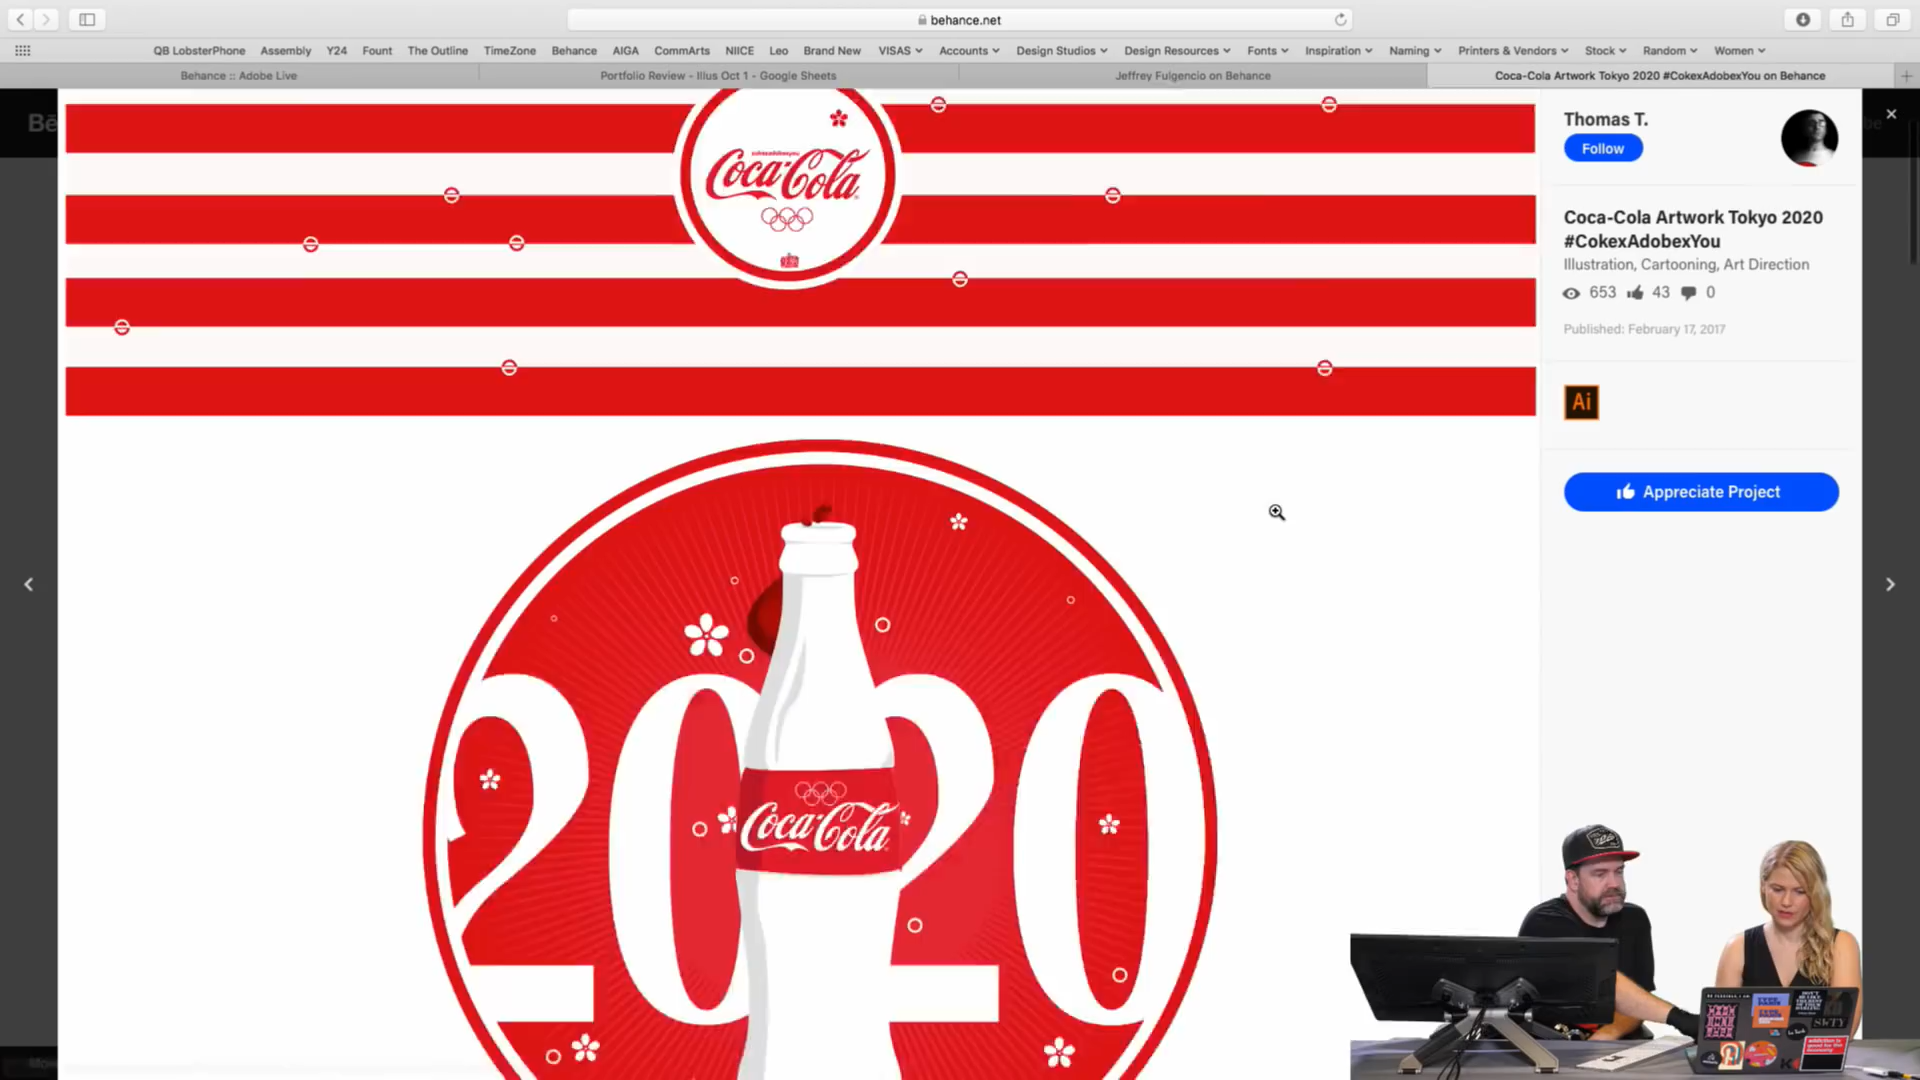 behance.net
QB LobsterPhone Assembly Y24 Fount The Outline TimeZone Behance AIGA CommArts NIICE Leo Brand New VISAS Accounts Design Studios Design Resources Fonts Inspiration Naming Printers & Vendors Stock Random Women
Behance :: Adobe Live
Portfolio Review - Illus Oct 1 - Google Sheets
Jeffrey Fulgencio on Behance
Coca-Cola Artwork Tokyo 2020 #CokexAdobexYou on Behance
Bē
Thomas T.
Follow
Coca-Cola
Coca-Cola Artwork Tokyo 2020
#CokexAdobexYou
Illustration, Cartooning, Art Direction
653 43 0
Published: February 17, 2017
Ai
Appreciate Project
2020
Coca-Cola